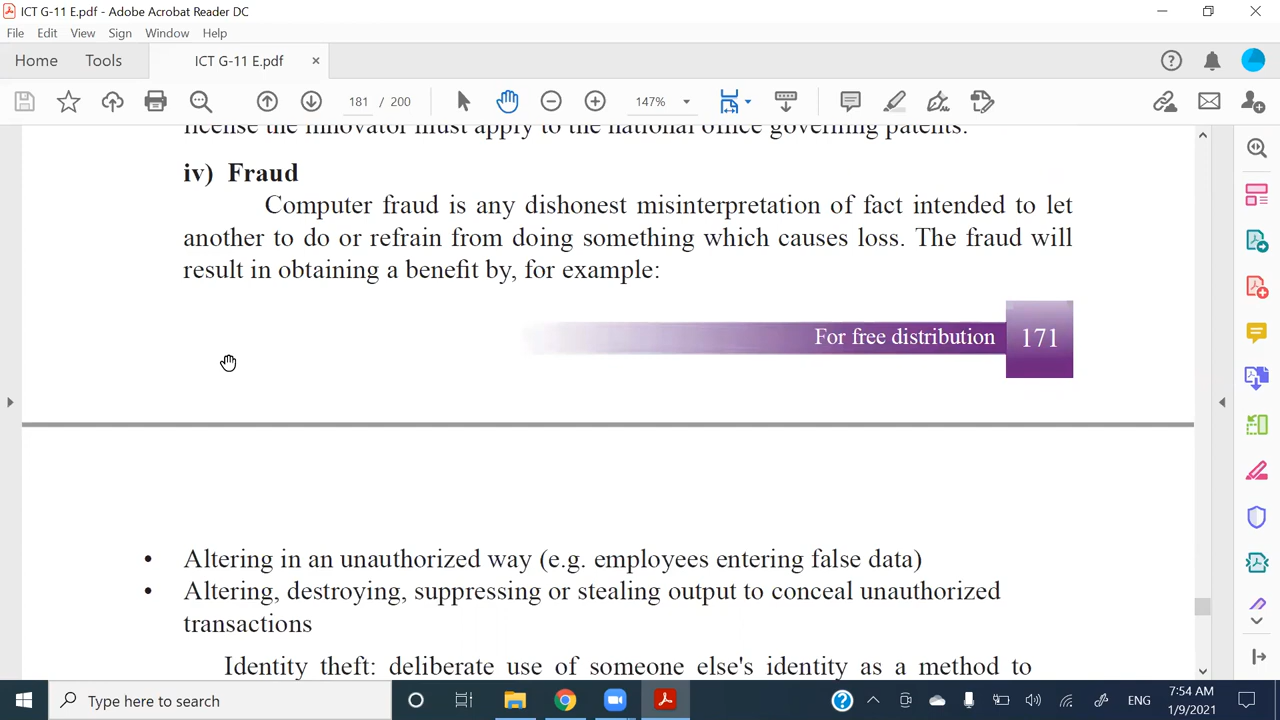 ICT G-11 E.pdf - Adobe Acrobat Reader DC
File Edit View Sign Window Help
Home Tools ICT G-11 E.pdf ×
181 / 200 147%
license the innovator must apply to the national office governing patents.
iv) Fraud
Computer fraud is any dishonest misinterpretation of fact intended to let
another to do or refrain from doing something which causes loss. The fraud will
result in obtaining a benefit by, for example:
For free distribution 171
• Altering in an unauthorized way (e.g. employees entering false data)
• Altering, destroying, suppressing or stealing output to conceal unauthorized
transactions
Identity theft: deliberate use of someone else's identity as a method to
Type here to search
ENG
7:54 AM
1/9/2021